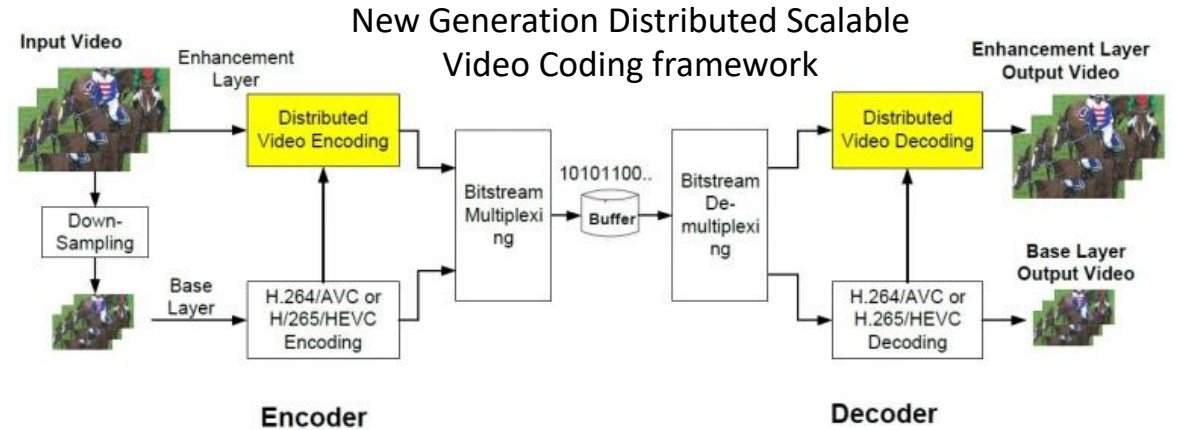 New Generation Distributed Scalable
Video Coding framework
Input Video
Enhancement
Layer
Distributed
Video Encoding
Down-
Sampling
Base
Layer
H.264/AVC or
H/265/HEVC
Encoding
Bitstream
Multiplexi
ng
10101100..
Buffer
Bitstream
De-
multiplexi
ng
Distributed
Video Decoding
Enhancement Layer
Output Video
H.264/AVC or
H.265/HEVC
Decoding
Base Layer
Output Video
Encoder
Decoder